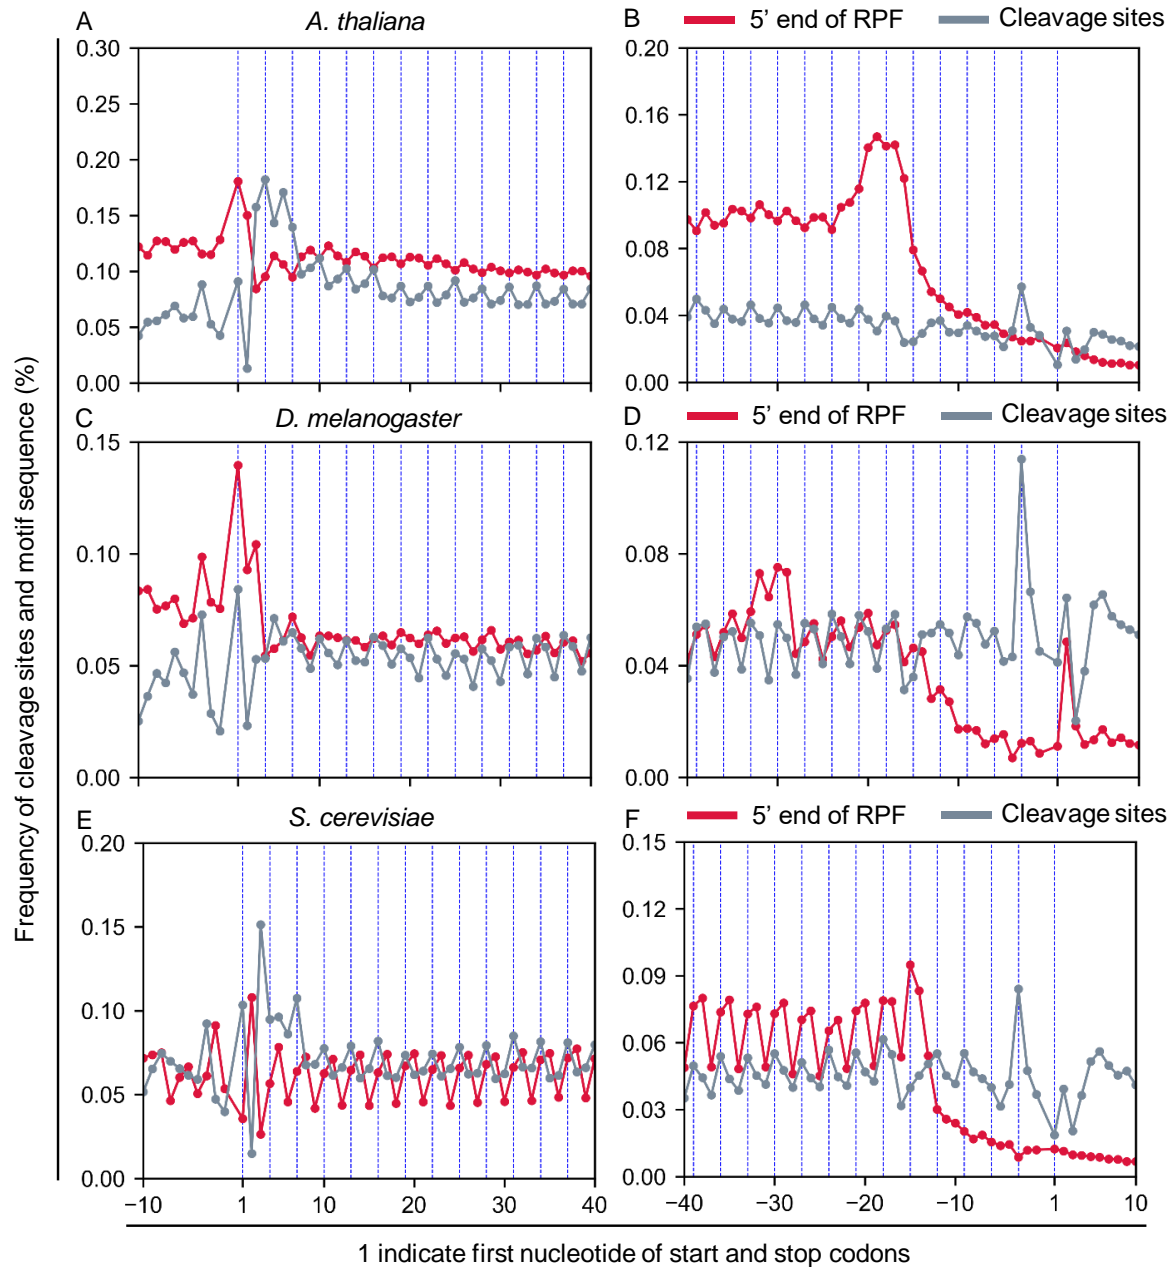 A
A. thaliana
B
5' end of RPF
Cleavage sites
0.30
0.25
0.20
0.15
0.10
0.05
0.00
0.20
0.16
0.12
0.08
0.04
0.00
C
D. melanogaster
D
5' end of RPF
Cleavage sites
0.15
0.10
0.05
0.00
0.12
0.08
0.04
0.00
E
S. cerevisiae
F
5' end of RPF
Cleavage sites
0.20
0.15
0.10
0.05
0.00
0.15
0.12
0.09
0.06
0.03
0.00
−10 1 10 20 30 40
−40 −30 −20 −10 1 10
Frequency of cleavage sites and motif sequence (%)
1 indicate first nucleotide of start and stop codons